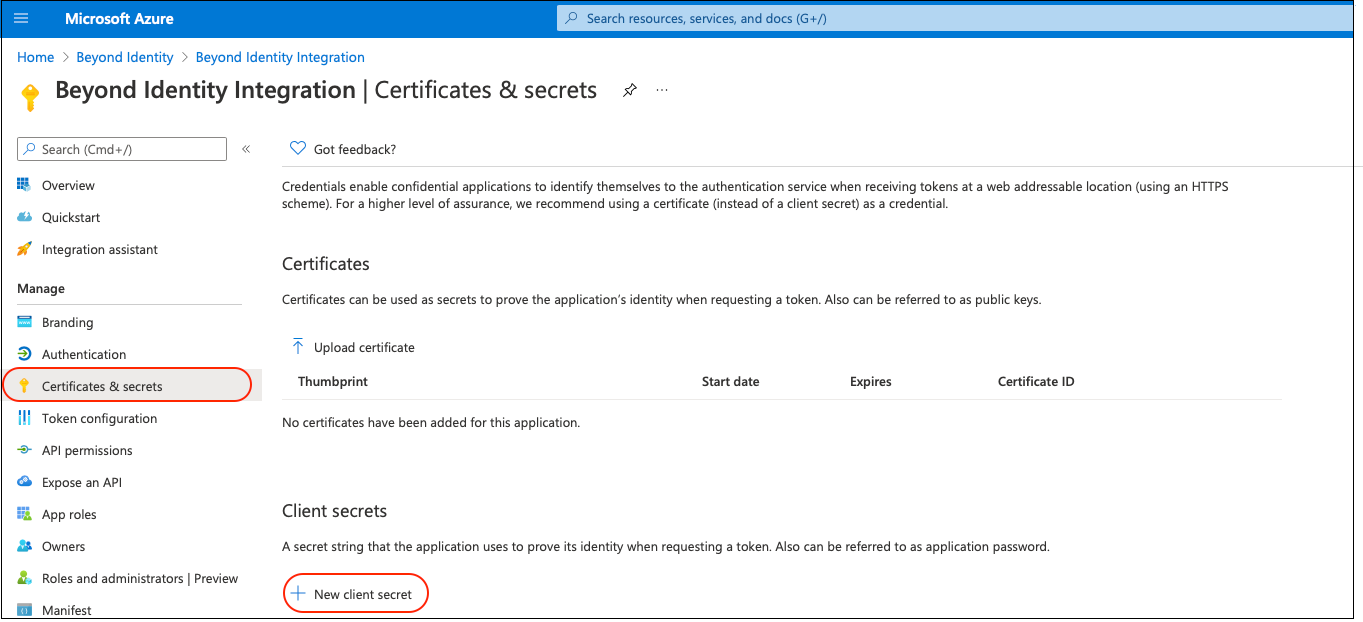 Microsoft Azure
Search resources, services, and docs (G+/)
Home > Beyond Identity > Beyond Identity Integration
Beyond Identity Integration | Certificates & secrets
Search (Cmd+/)
Overview
Quickstart
Integration assistant
Manage
Branding
Authentication
Certificates & secrets
Token configuration
API permissions
Expose an API
App roles
Owners
Roles and administrators | Preview
Manifest
Got feedback?
Credentials enable confidential applications to identify themselves to the authentication service when receiving tokens at a web addressable location (using an HTTPS
scheme). For a higher level of assurance, we recommend using a certificate (instead of a client secret) as a credential.
Certificates
Certificates can be used as secrets to prove the application's identity when requesting a token. Also can be referred to as public keys.
Upload certificate
Thumbprint Start date Expires Certificate ID
No certificates have been added for this application.
Client secrets
A secret string that the application uses to prove its identity when requesting a token. Also can be referred to as application password.
New client secret